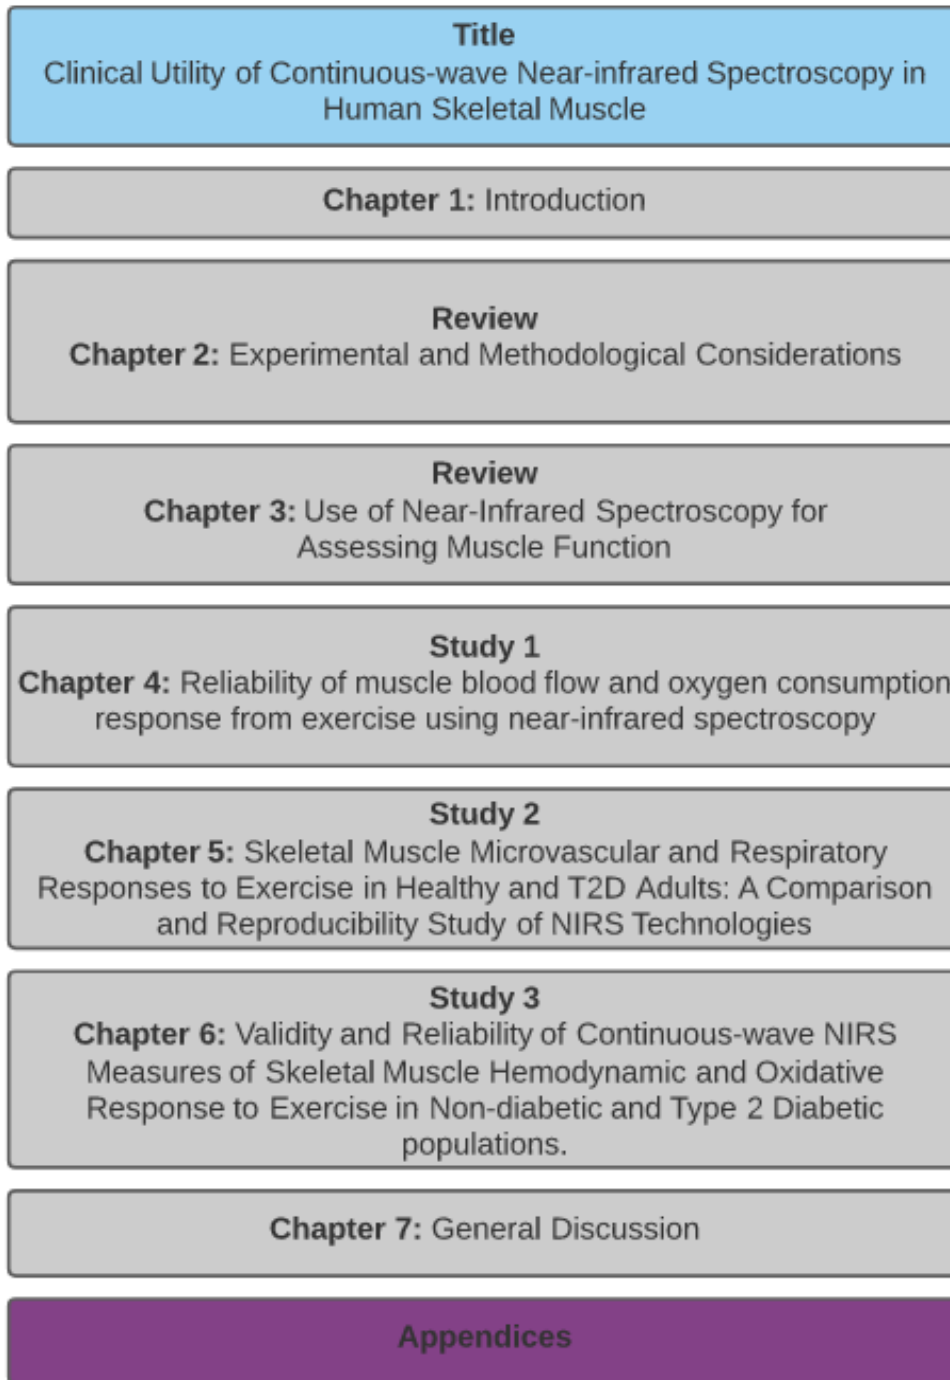 Title
Clinical Utility of Continuous-wave Near-infrared Spectroscopy in
Human Skeletal Muscle
Chapter 1: Introduction
Review
Chapter 2: Experimental and Methodological Considerations
Review
Chapter 3: Use of Near-Infrared Spectroscopy for
Assessing Muscle Function
Study 1
Chapter 4: Reliability of muscle blood flow and oxygen consumption
response from exercise using near-infrared spectroscopy
Study 2
Chapter 5: Skeletal Muscle Microvascular and Respiratory
Responses to Exercise in Healthy and T2D Adults: A Comparison
and Reproducibility Study of NIRS Technologies
Study 3
Chapter 6: Validity and Reliability of Continuous-wave NIRS
Measures of Skeletal Muscle Hemodynamic and Oxidative
Response to Exercise in Non-diabetic and Type 2 Diabetic
populations.
Chapter 7: General Discussion
Appendices